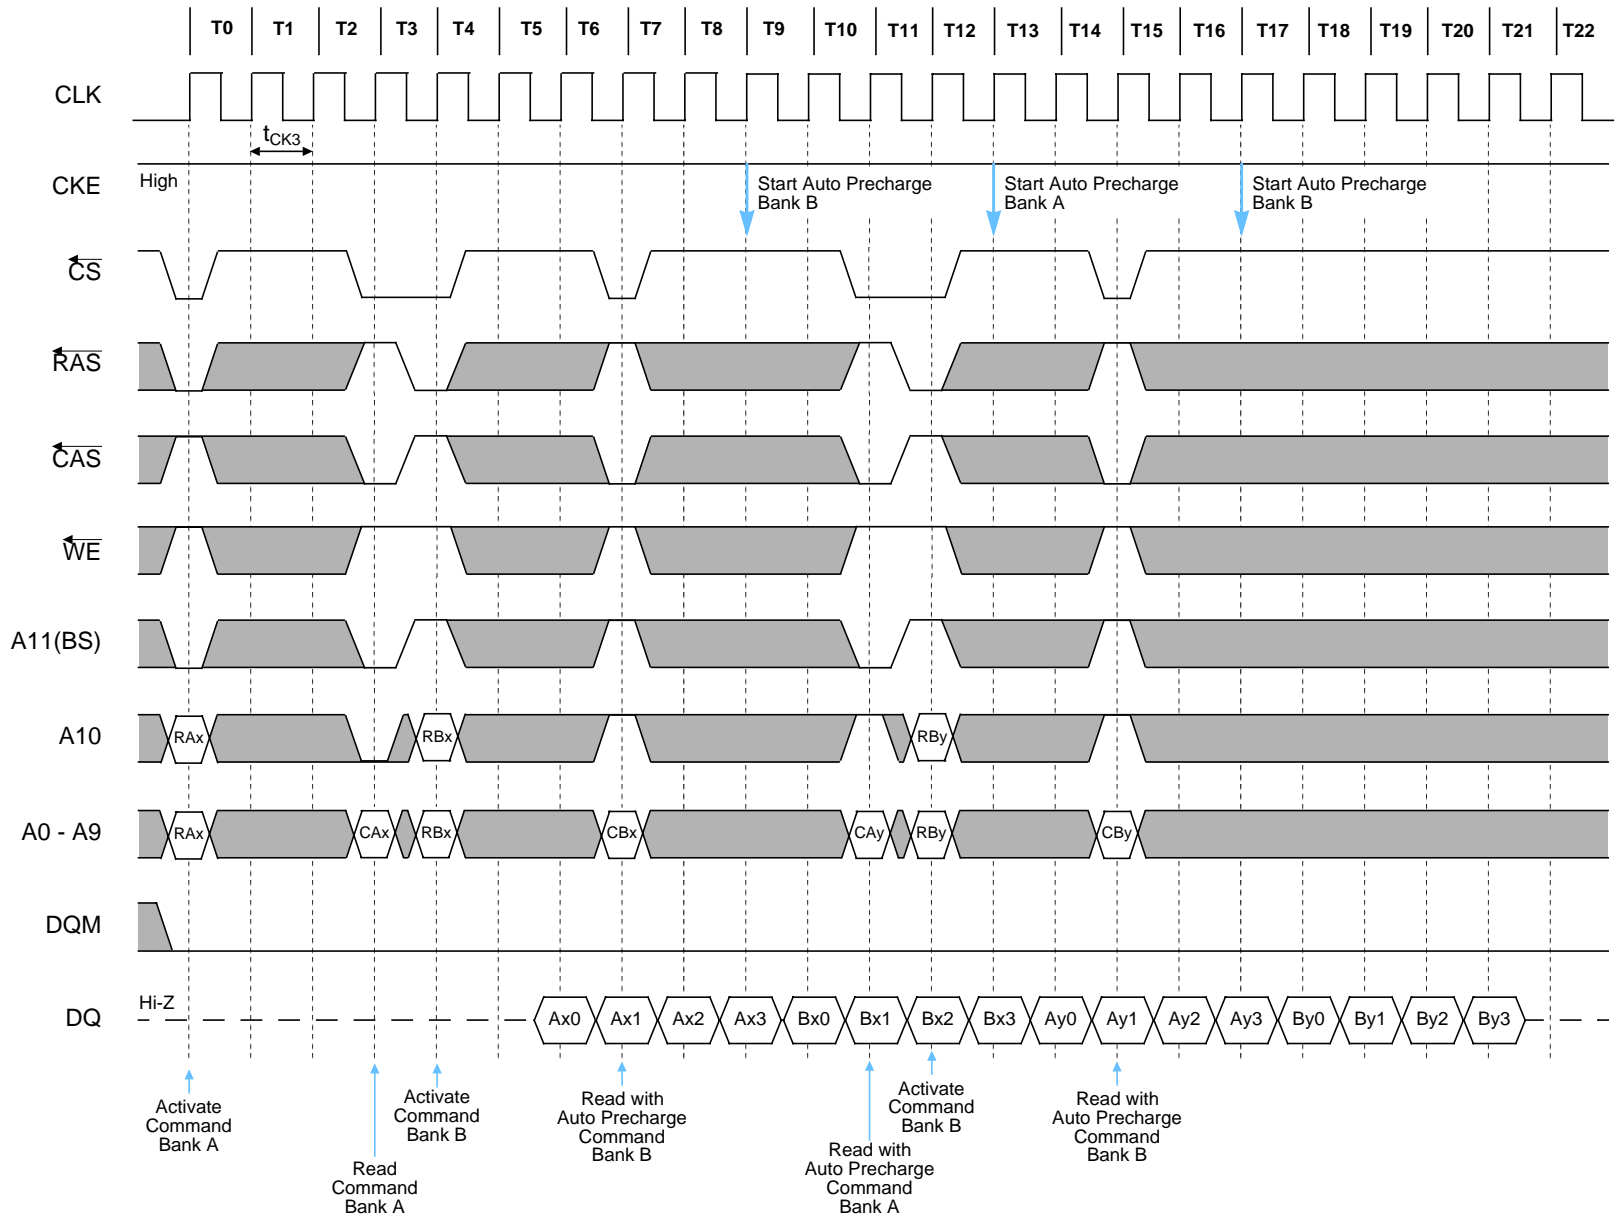 T0 T1 T2 T3 T4 T5 T6 T7 T8 T9 T10 T11 T12 T13 T14 T15 T16 T17 T18 T19 T20 T21 T22
CLK
tCK3
CKE
High
Start Auto Precharge
Bank B
Start Auto Precharge
Bank A
Start Auto Precharge
Bank B
CS
RAS
CAS
WE
A11(BS)
A10
RAx RBx RBy
A0 - A9
RAx CAx RBx CBx CAy RBy CBy
DQM
DQ
Hi-Z
Ax0 Ax1 Ax2 Ax3 Bx0 Bx1 Bx2 Bx3 Ay0 Ay1 Ay2 Ay3 By0 By1 By2 By3
Activate
Command
Bank A
Read
Command
Bank A
Activate
Command
Bank B
Read with
Auto Precharge
Command
Bank B
Read with
Auto Precharge
Command
Bank A
Activate
Command
Bank B
Read with
Auto Precharge
Command
Bank B